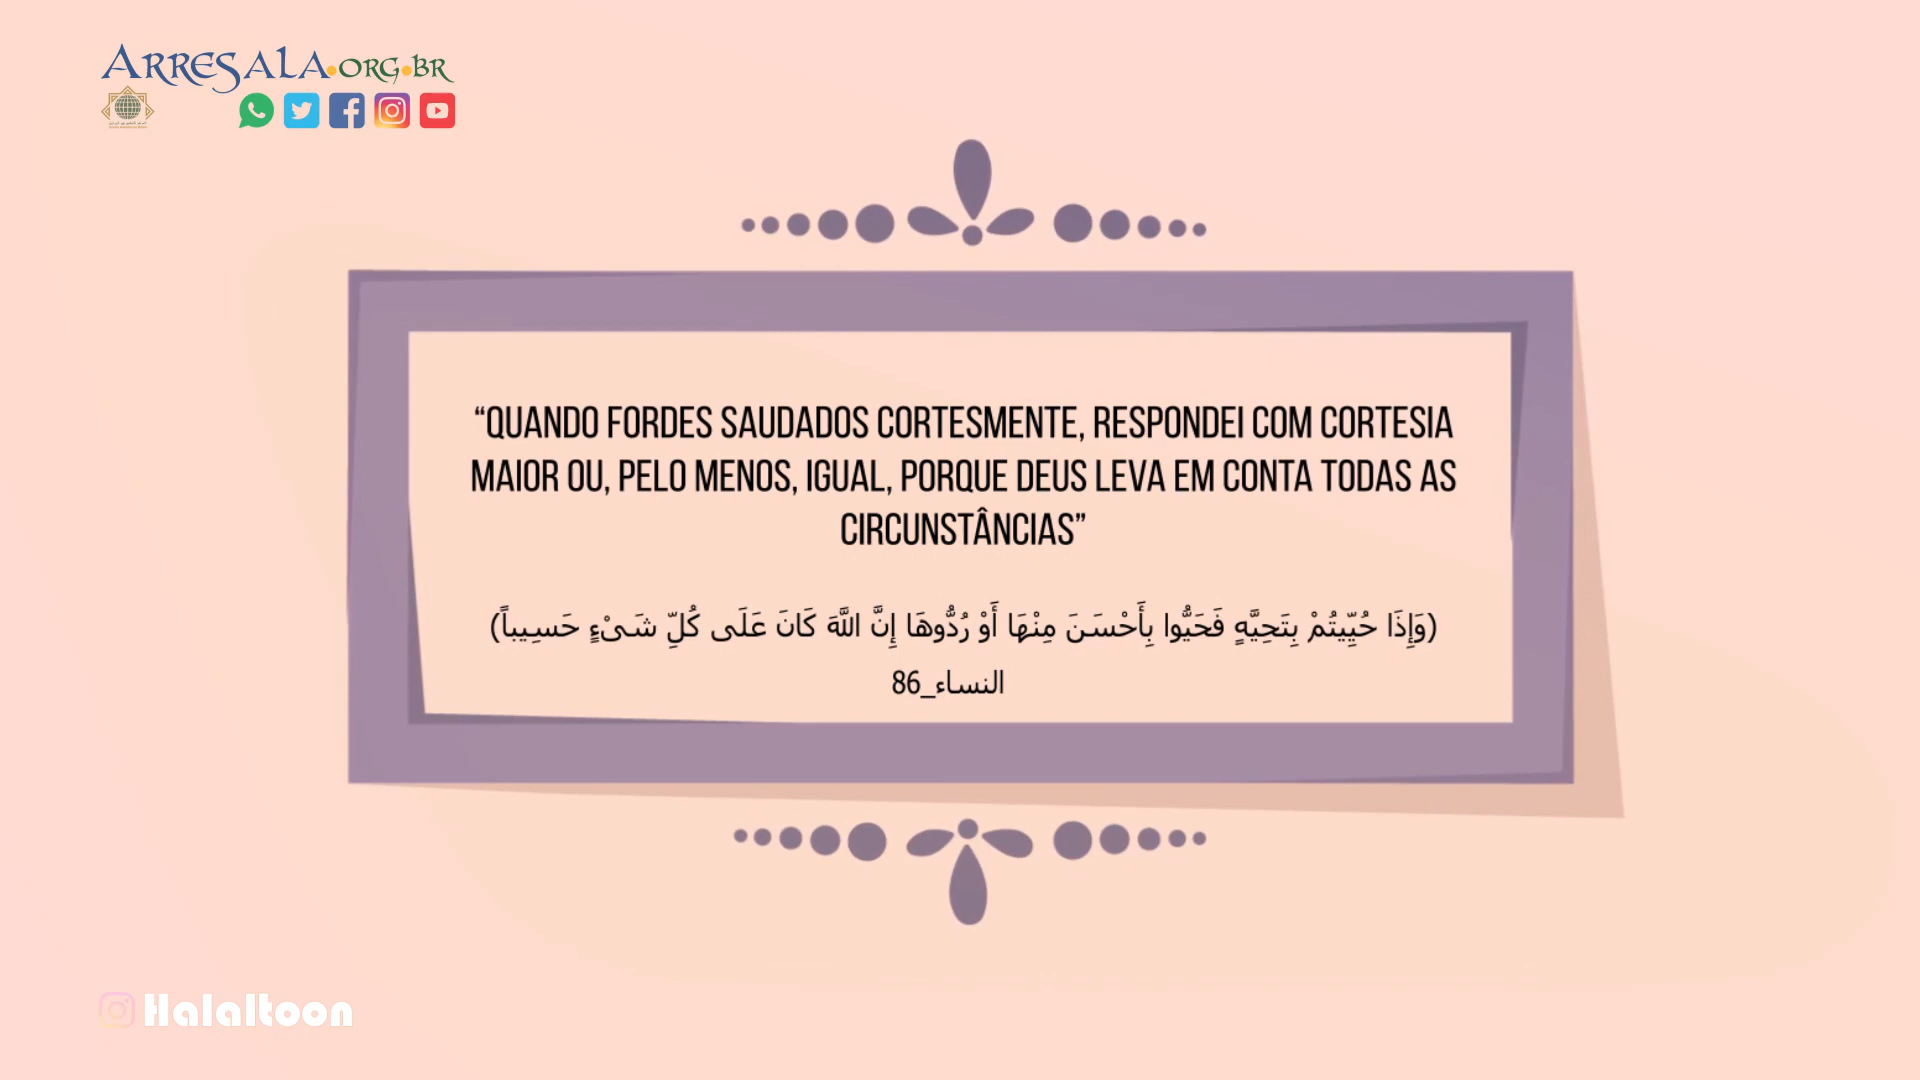 ARRESALA.ORG.BR
“QUANDO FORDES SAUDADOS CORTESMENTE, RESPONDEI COM CORTESIA
MAIOR OU, PELO MENOS, IGUAL, PORQUE DEUS LEVA EM CONTA TODAS AS
CIRCUNSTÂNCIAS”
(وَإِذَا حُيِّيتُمْ بِتَحِيَّهٍ فَحَيُّوا بِأَحْسَنَ مِنْهَا أَوْ رُدُّوهَا إِنَّ اللَّهَ كَانَ عَلَى كُلِّ شَىْءٍ حَسِيباً)
النساء_86
Halaltoon